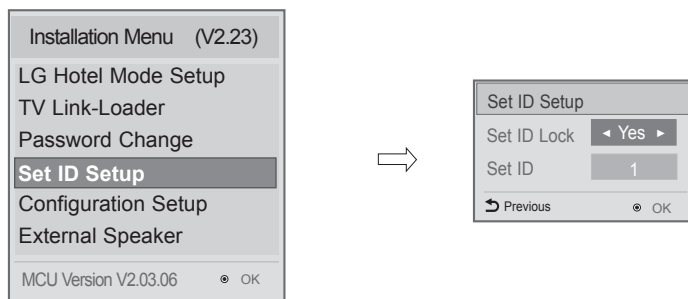 Installation Menu (V2.23)
LG Hotel Mode Setup
TV Link-Loader
Password Change
Set ID Setup
Configuration Setup
External Speaker
MCU Version V2.03.06 ◉ OK
Set ID Setup
Set ID Lock ◄ Yes ►
Set ID 1
Previous ◉ OK